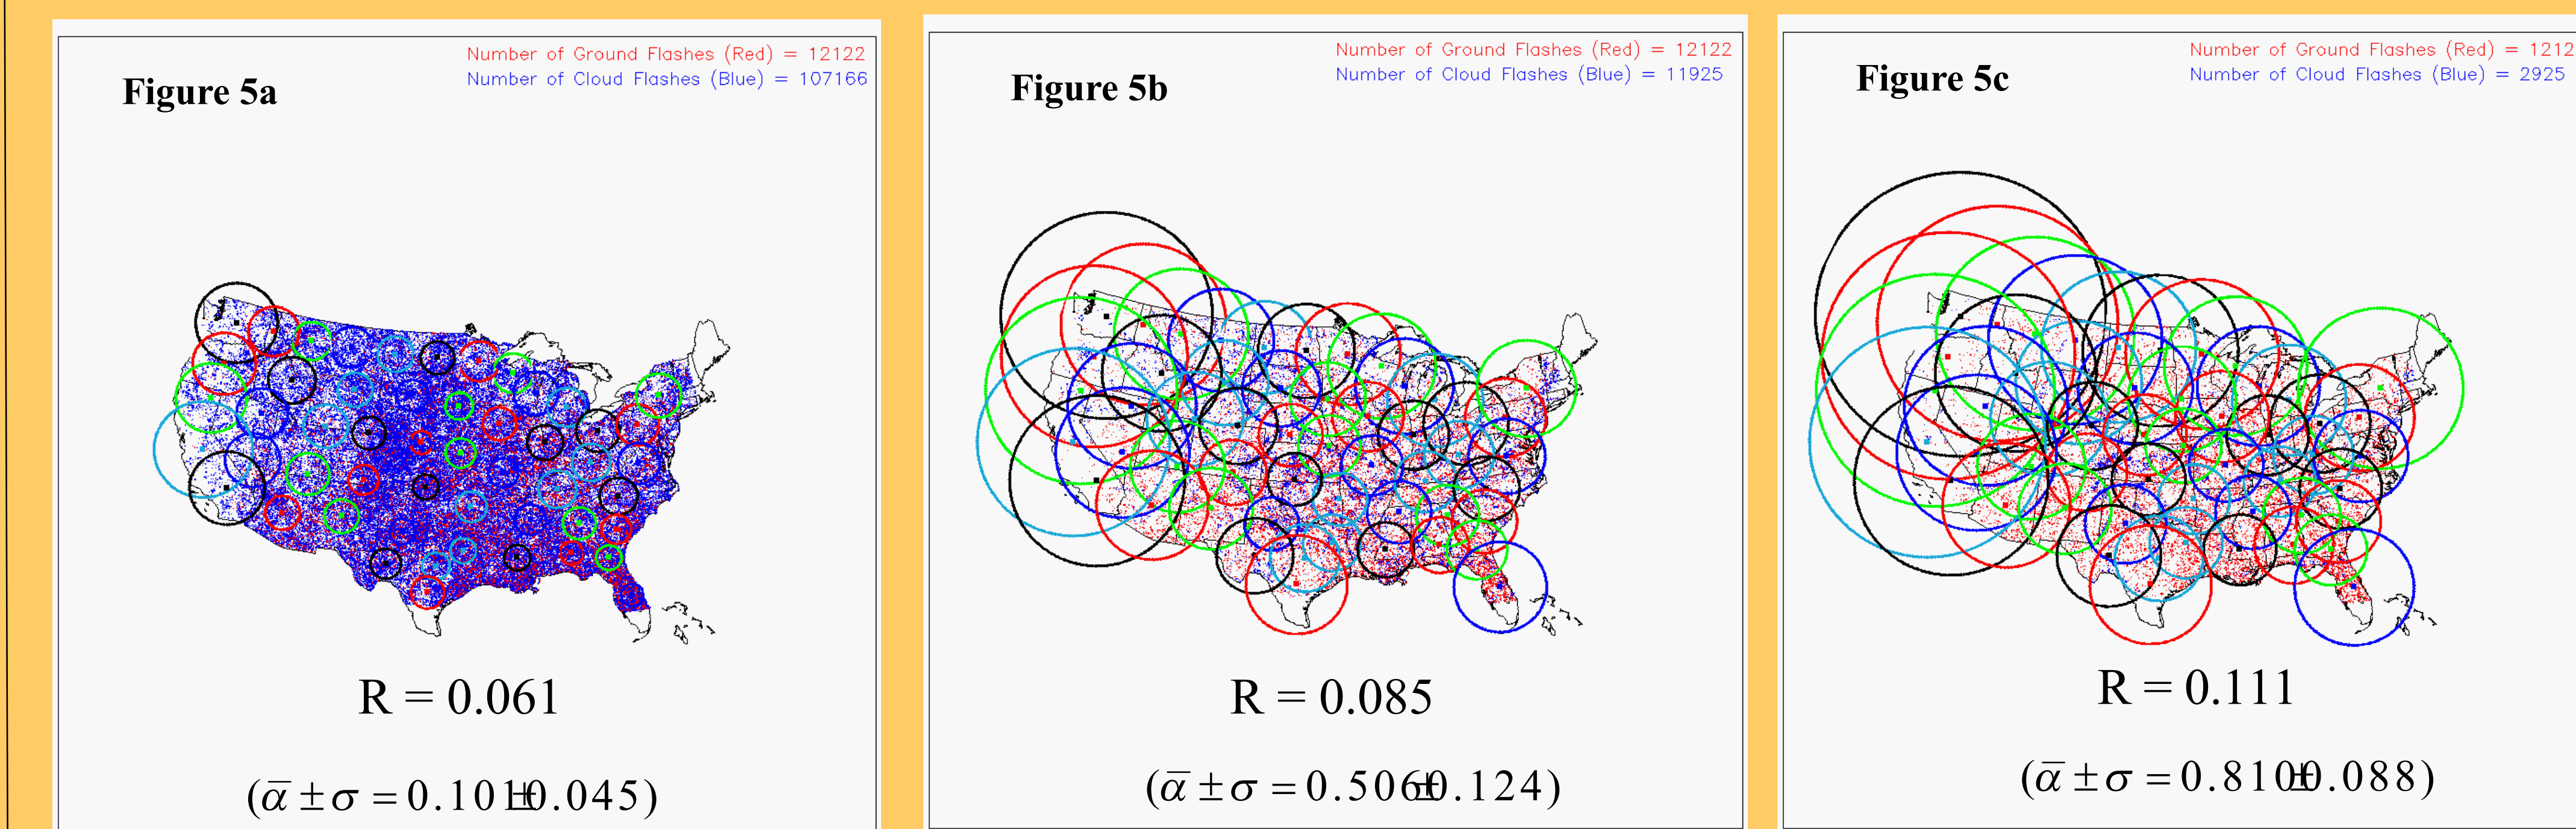 Figure 5a
Number of Ground Flashes (Red) = 12122
Number of Cloud Flashes (Blue) = 107166
R = 0.061
(α̅ ± σ = 0.101±0.045)
Figure 5b
Number of Ground Flashes (Red) = 12122
Number of Cloud Flashes (Blue) = 11925
R = 0.085
(α̅ ± σ = 0.506±0.124)
Figure 5c
Number of Ground Flashes (Red) = 1212
Number of Cloud Flashes (Blue) = 2925
R = 0.111
(α̅ ± σ = 0.810±0.088)